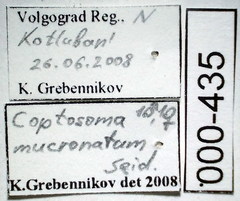 Volgograd Reg., N
Kotluban'
26.06.2008
K. Grebennikov
Coptosoma
mucronatum
Seid.
K.Grebennikov det 2008
000-435